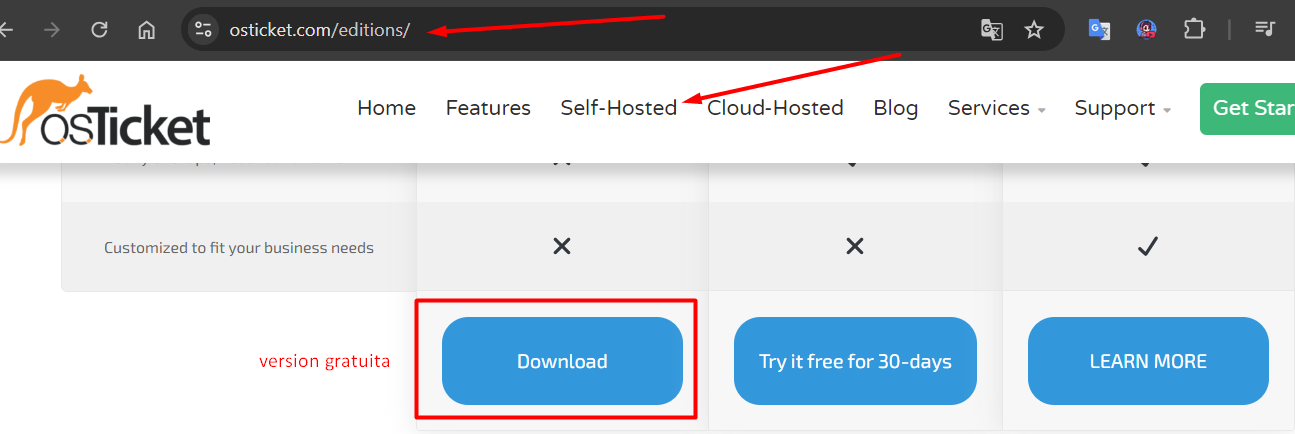 osticket.com/editions/
osTicket
Home Features Self-Hosted Cloud-Hosted Blog Services Support Get Star
Customized to fit your business needs
version gratuita Download Try it free for 30-days LEARN MORE